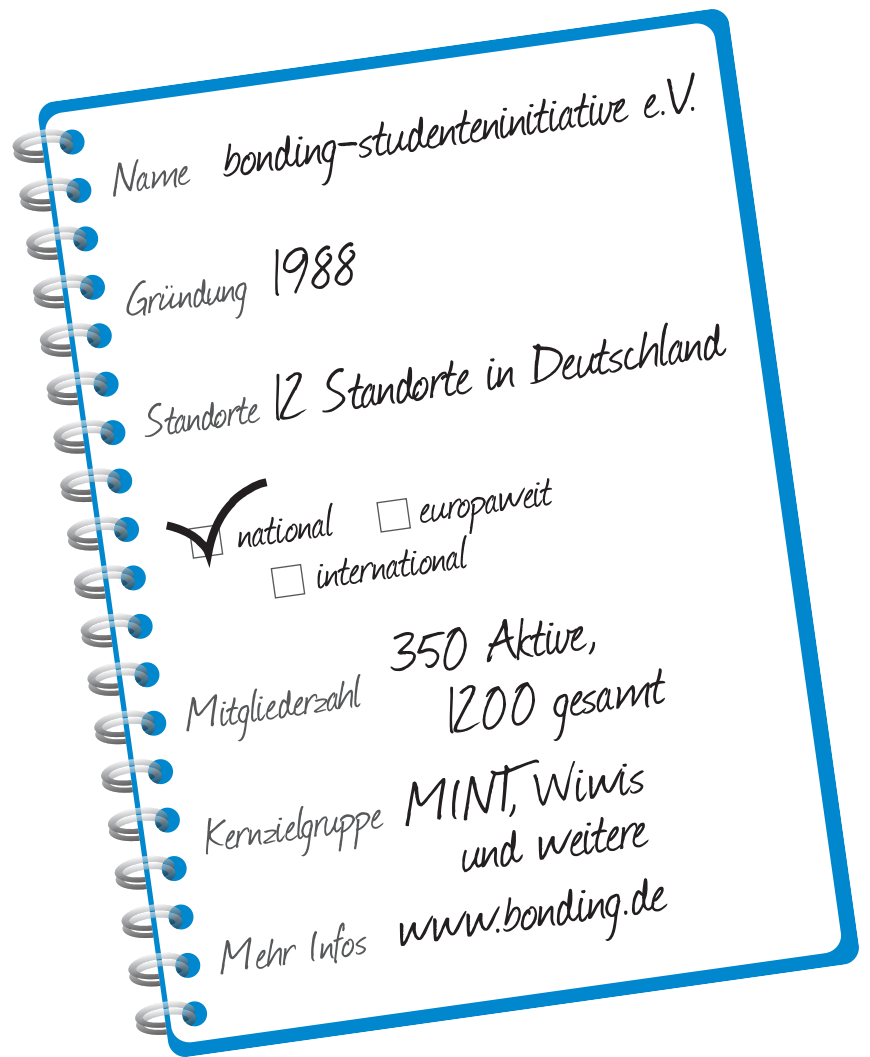 Name bonding-studenteninitiative e.V.
Gründung 1988
Standorte 12 Standorte in Deutschland
national europaweit
international
Mitgliederzahl 350 Aktive,
1200 gesamt
Kernzielgruppe MINT, Wiwis
und weitere
Mehr Infos www.bonding.de